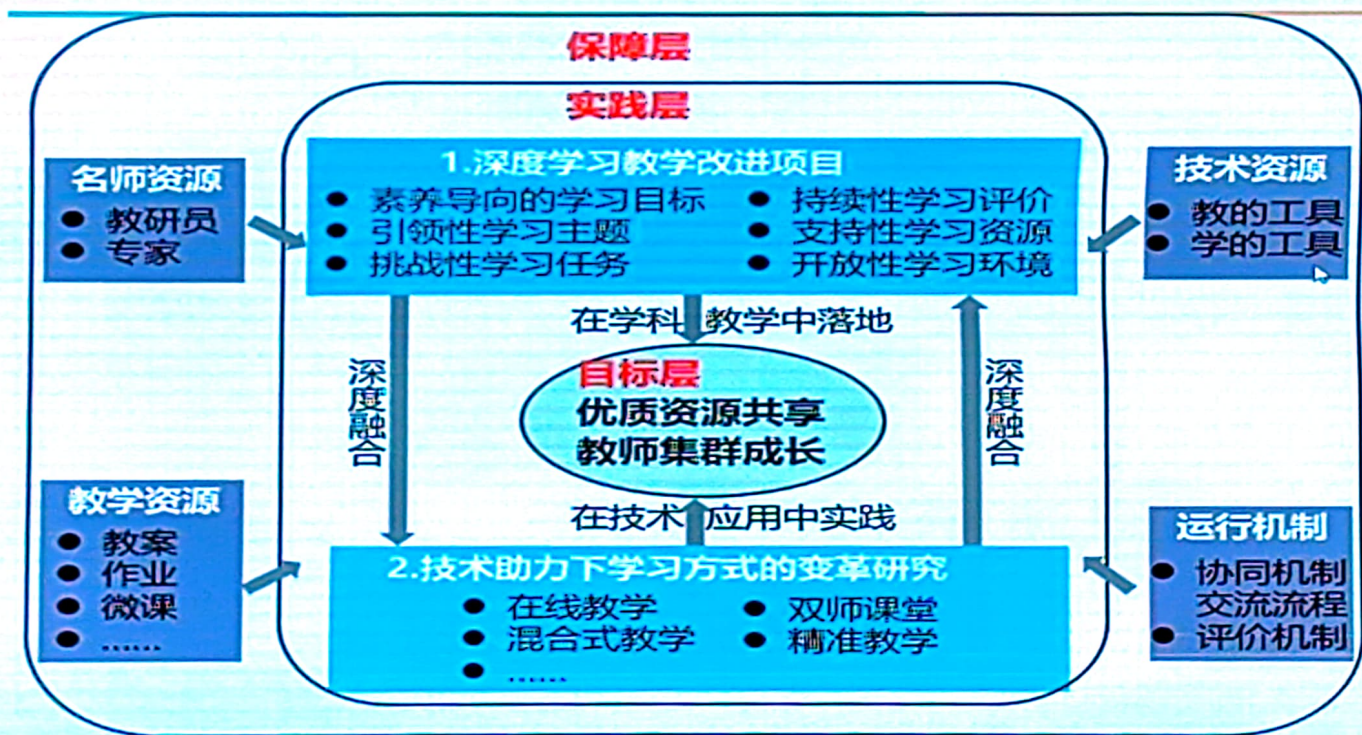 保障层
实践层
名师资源
● 教研员
● 专家
1.深度学习教学改进项目
● 素养导向的学习目标
● 引领性学习主题
● 挑战性学习任务
● 持续性学习评价
● 支持性学习资源
● 开放性学习环境
技术资源
● 教的工具
● 学的工具
在学科教学中落地
深度融合
目标层
优质资源共享
教师集群成长
深度融合
在技术应用中实践
教学资源
● 教案
● 作业
● 微课
● ......
2.技术助力下学习方式的变革研究
● 在线教学
● 混合式教学
● ......
● 双师课堂
● 精准教学
运行机制
● 协同机制
交流流程
● 评价机制